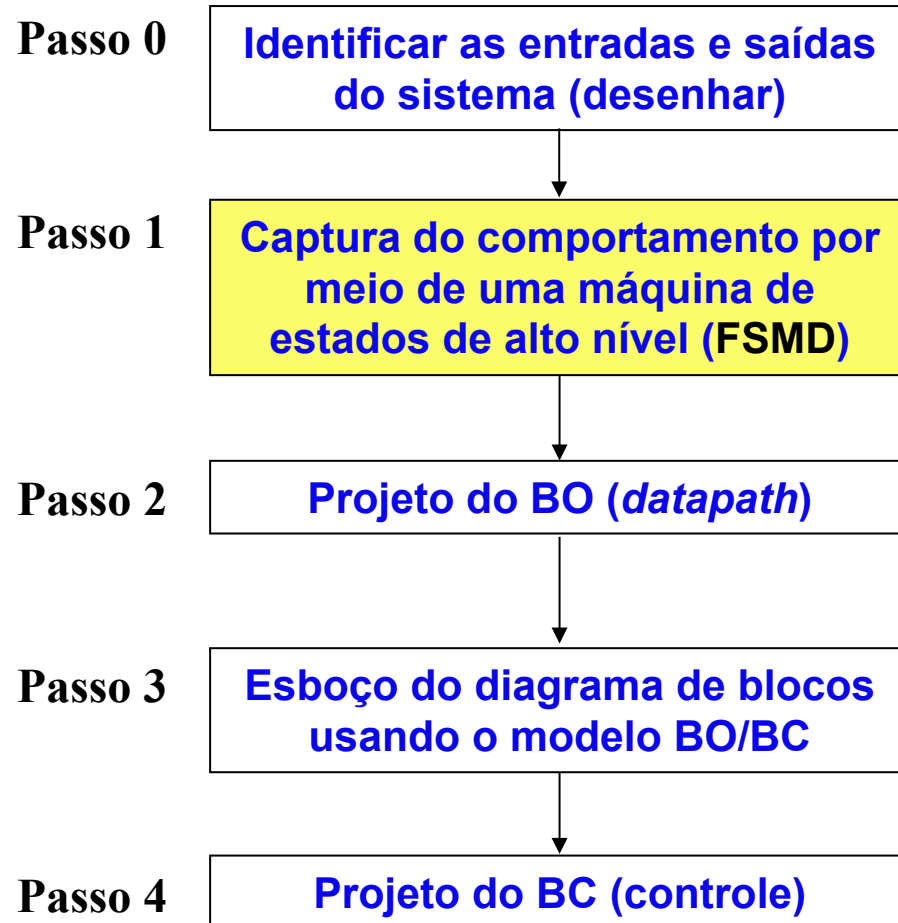 Passo 0
Identificar as entradas e saídas
do sistema (desenhar)
Passo 1
Captura do comportamento por
meio de uma máquina de
estados de alto nível (FSMD)
Passo 2
Projeto do BO (datapath)
Passo 3
Esboço do diagrama de blocos
usando o modelo BO/BC
Passo 4
Projeto do BC (controle)